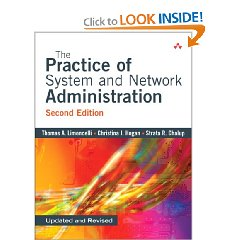 Click to LOOK INSIDE!
The
Practice of
System and Network
Administration
Second Edition
Thomas A. Limoncelli • Christina J. Hogan • Strata R. Chalup
Updated and Revised